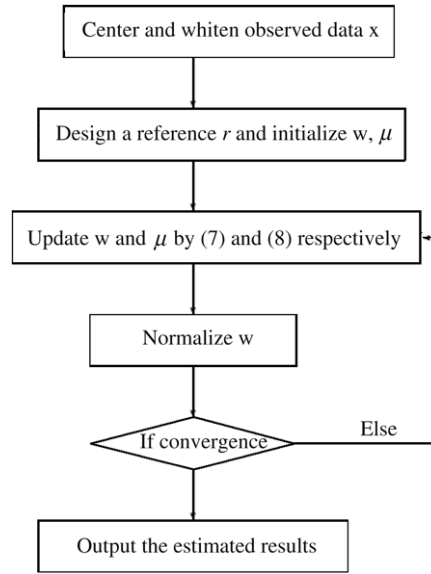 Center and whiten observed data x
Design a reference r and initialize w, μ
Update w and μ by (7) and (8) respectively
Normalize w
If convergence
Else
Output the estimated results